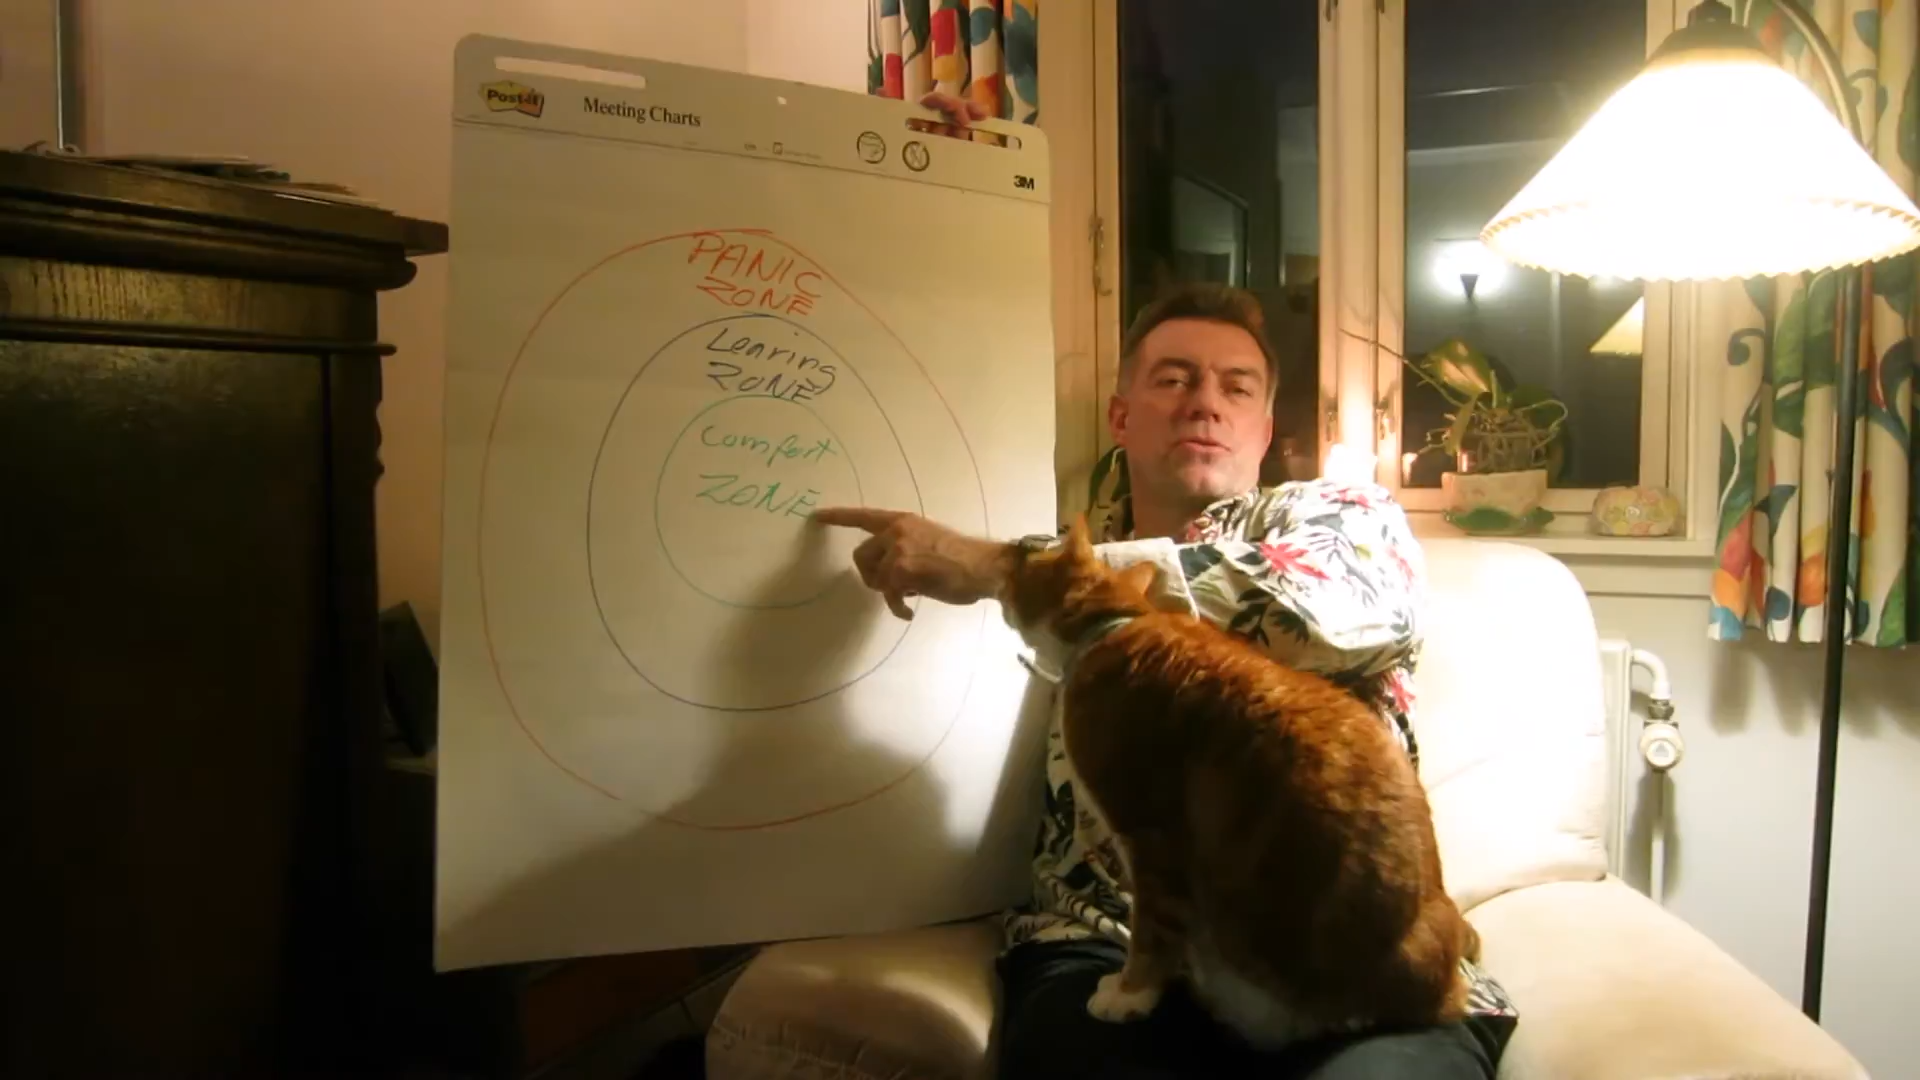 Post-it
Meeting Charts
3M
PANIC
ZONE
Learing
ZONE
comfort
ZONE